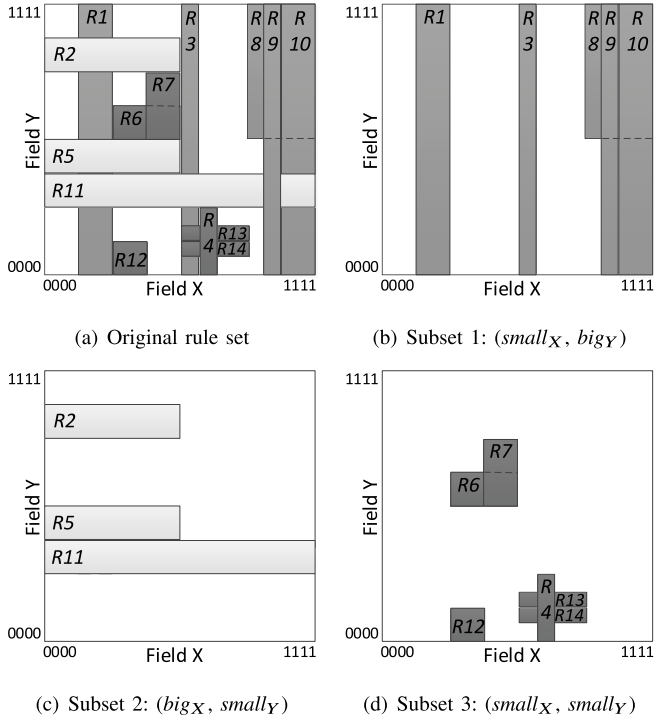 1111
R1
R
3
R
8
R
9
R
10
R2
R7
R6
R5
R11
R
4
R13
R14
R12
Field Y
0000
0000
Field X
1111
(a) Original rule set
1111
R1
R
3
R
8
R
9
R
10
Field Y
0000
0000
Field X
1111
(b) Subset 1: (smallX, bigY)
1111
R2
R5
R11
Field Y
0000
0000
Field X
1111
(c) Subset 2: (bigX, smallY)
1111
R7
R6
R
4
R13
R14
R12
Field Y
0000
0000
Field X
1111
(d) Subset 3: (smallX, smallY)